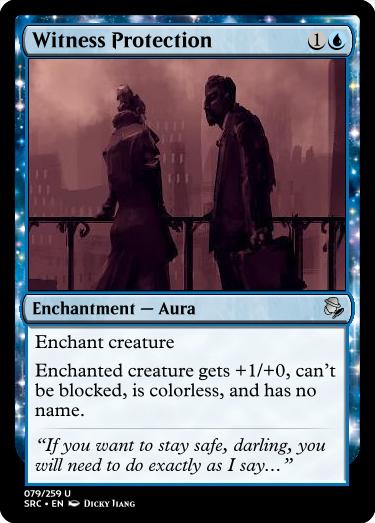 Witness Protection 1
Enchantment — Aura
Enchant creature
Enchanted creature gets +1/+0, can't
be blocked, is colorless, and has no
name.
“If you want to stay safe, darling, you
will need to do exactly as I say…”
079/259 U
SRC • EN Dicky Jiang